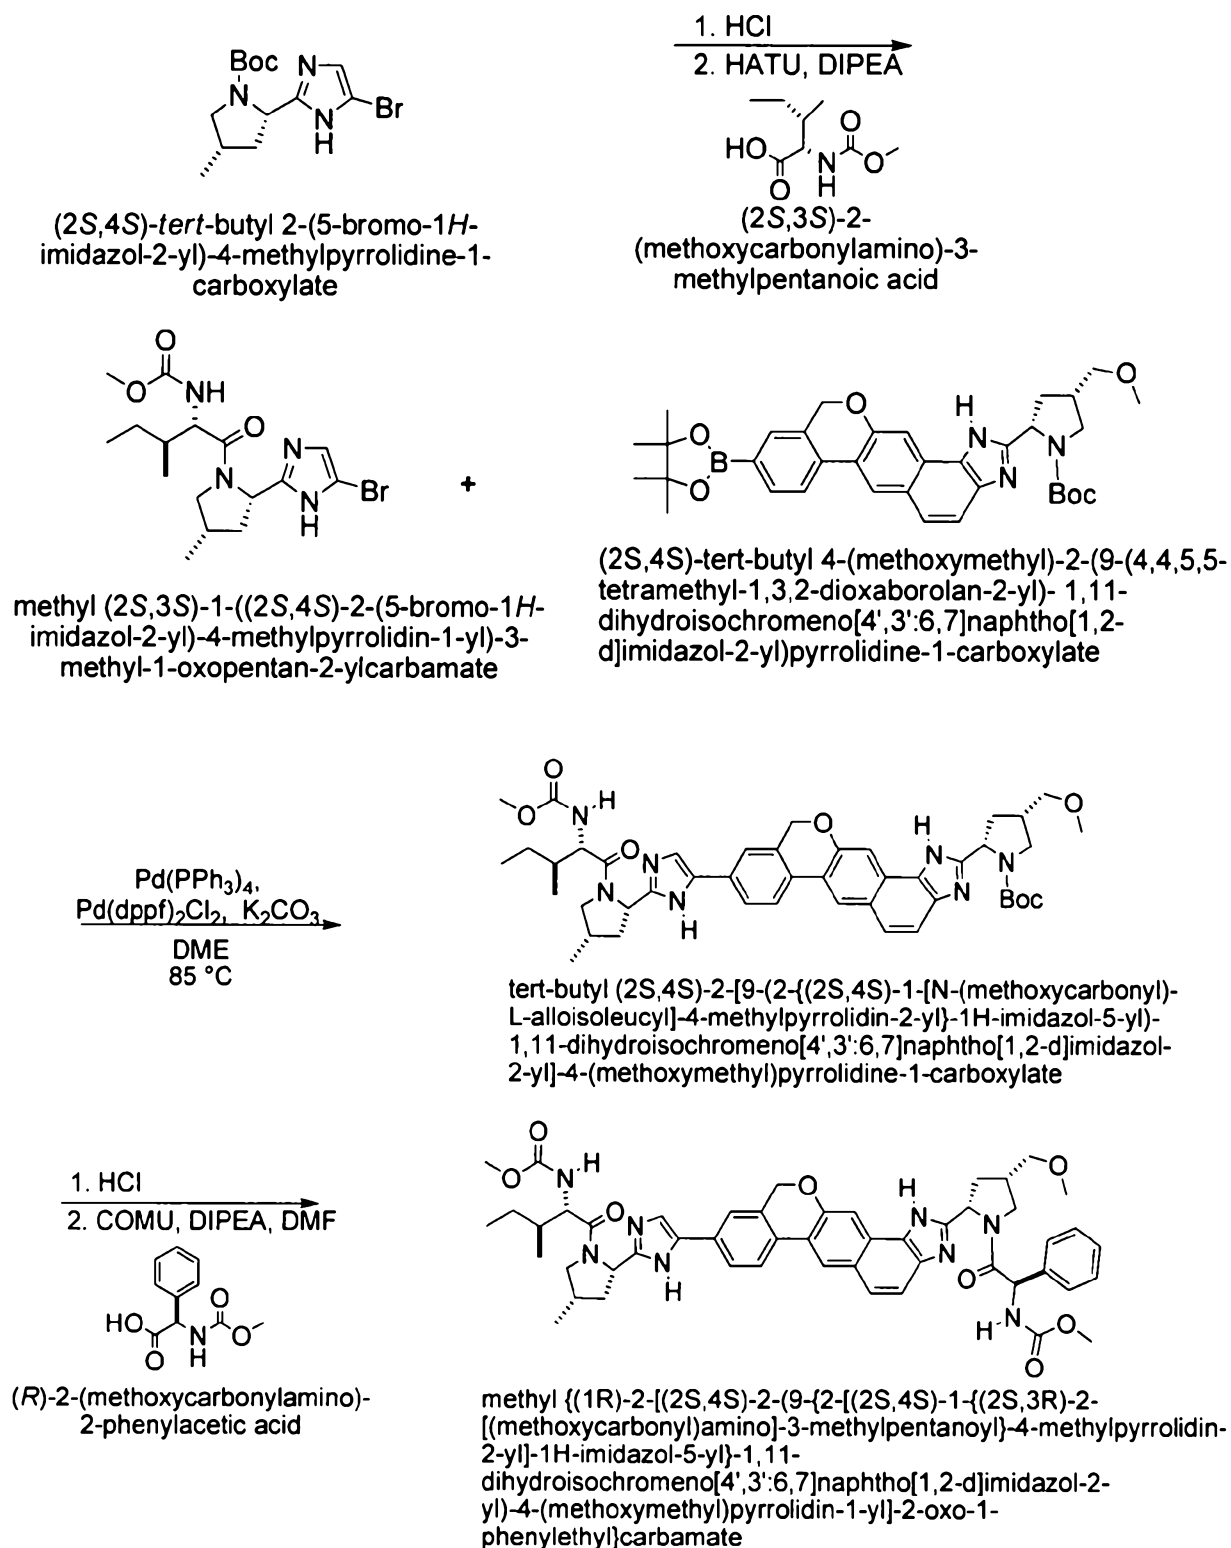 1. HCl
2. HATU, DIPEA
Boc
N
N
N
H
Br
HO
O
N
H
O
O
(2S,4S)-tert-butyl 2-(5-bromo-1H-
imidazol-2-yl)-4-methylpyrrolidine-1-
carboxylate
(2S,3S)-2-
(methoxycarbonylamino)-3-
methylpentanoic acid
O
O
NH
O
N
N
N
H
Br
+
O
B
O
O
H
N
N
N
Boc
O
methyl (2S,3S)-1-((2S,4S)-2-(5-bromo-1H-
imidazol-2-yl)-4-methylpyrrolidin-1-yl)-3-
methyl-1-oxopentan-2-ylcarbamate
(2S,4S)-tert-butyl 4-(methoxymethyl)-2-(9-(4,4,5,5-
tetramethyl-1,3,2-dioxaborolan-2-yl)- 1,11-
dihydroisochromeno[4',3':6,7]naphtho[1,2-
d]imidazol-2-yl)pyrrolidine-1-carboxylate
Pd(PPh3)4,
Pd(dppf)2Cl2, K2CO3
DME
85 °C
O
O
N
H
O
N
N
N
H
O
H
N
N
N
Boc
O
tert-butyl (2S,4S)-2-[9-(2-{(2S,4S)-1-[N-(methoxycarbonyl)-
L-alloisoleucyl]-4-methylpyrrolidin-2-yl}-1H-imidazol-5-yl)-
1,11-dihydroisochromeno[4',3':6,7]naphtho[1,2-d]imidazol-
2-yl]-4-(methoxymethyl)pyrrolidine-1-carboxylate
1. HCl
2. COMU, DIPEA, DMF
HO
O
N
H
O
O
(R)-2-(methoxycarbonylamino)-
2-phenylacetic acid
O
O
N
H
O
N
N
N
H
O
H
N
N
N
O
O
H
N
O
O
methyl {(1R)-2-[(2S,4S)-2-(9-{2-[(2S,4S)-1-{(2S,3R)-2-
[(methoxycarbonyl)amino]-3-methylpentanoyl}-4-methylpyrrolidin-
2-yl]-1H-imidazol-5-yl}-1,11-
dihydroisochromeno[4',3':6,7]naphtho[1,2-d]imidazol-2-
yl)-4-(methoxymethyl)pyrrolidin-1-yl]-2-oxo-1-
phenylethyl}carbamate